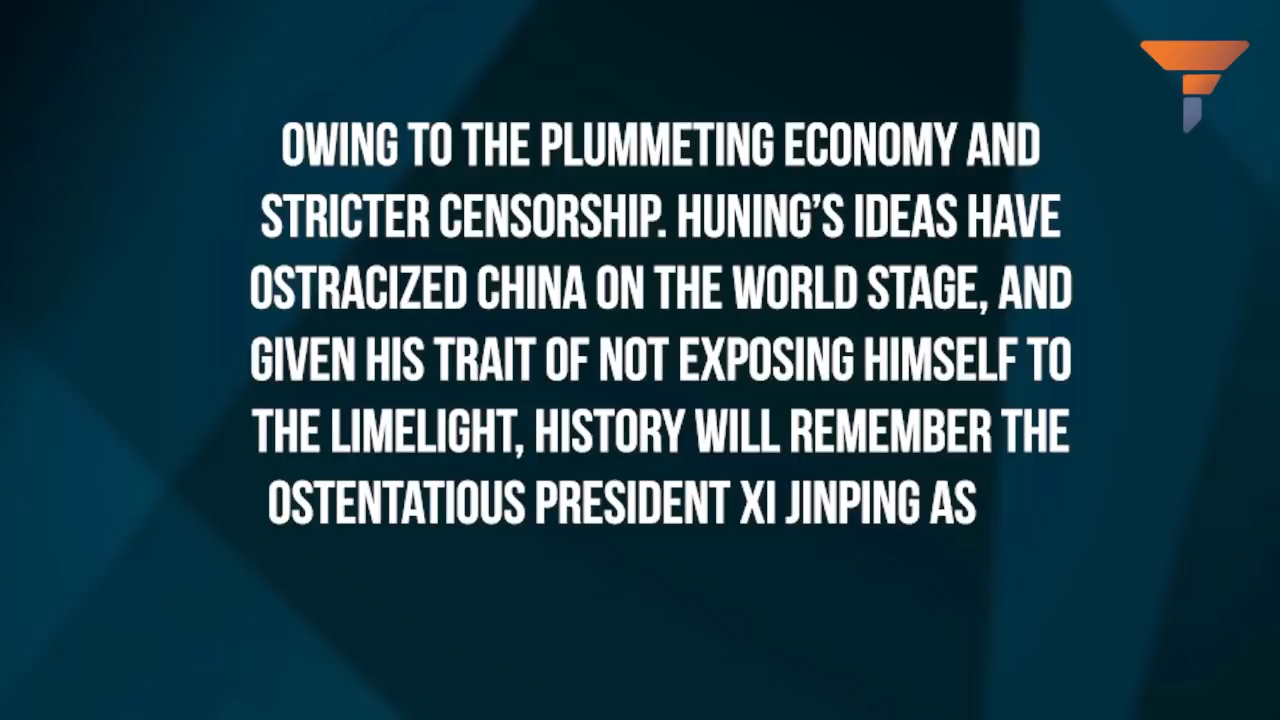 OWING TO THE PLUMMETING ECONOMY AND
STRICTER CENSORSHIP. HUNING’S IDEAS HAVE
OSTRACIZED CHINA ON THE WORLD STAGE, AND
GIVEN HIS TRAIT OF NOT EXPOSING HIMSELF TO
THE LIMELIGHT, HISTORY WILL REMEMBER THE
OSTENTATIOUS PRESIDENT XI JINPING AS